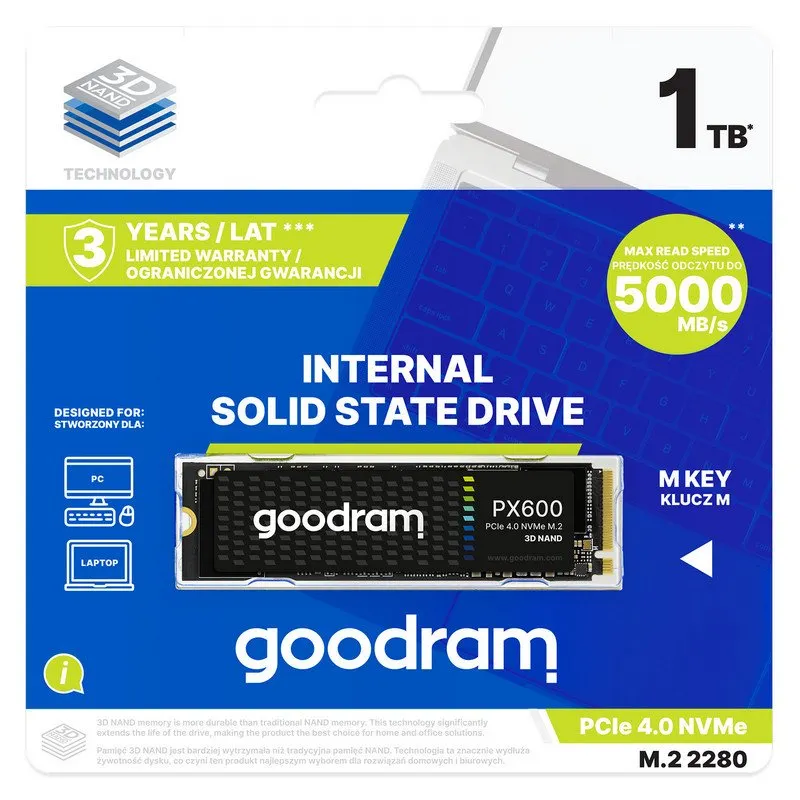 3D
NAND
TECHNOLOGY
1 TB*
3 YEARS / LAT ***
LIMITED WARRANTY /
OGRANICZONEJ GWARANCJI
**
MAX READ SPEED
PRĘDKOŚĆ ODCZYTU DO
5000
MB/s
INTERNAL
SOLID STATE DRIVE
DESIGNED FOR:
STWORZONY DLA:
PC
LAPTOP
goodram
PX600
PCIe 4.0 NVMe M.2
3D NAND
www.goodram.com
M KEY
KLUCZ M
goodram
i
3D NAND memory is more durable than traditional NAND memory. This technology significantly
extends the life of the drive, making the product the best choice for home and office solutions.
Pamięć 3D NAND jest bardziej wytrzymała niż tradycyjna pamięć NAND. Technologia ta znacznie wydłuża
żywotność dysku, co czyni ten produkt najlepszym wyborem dla rozwiązań domowych i biurowych.
PCIe 4.0 NVMe
M.2 2280